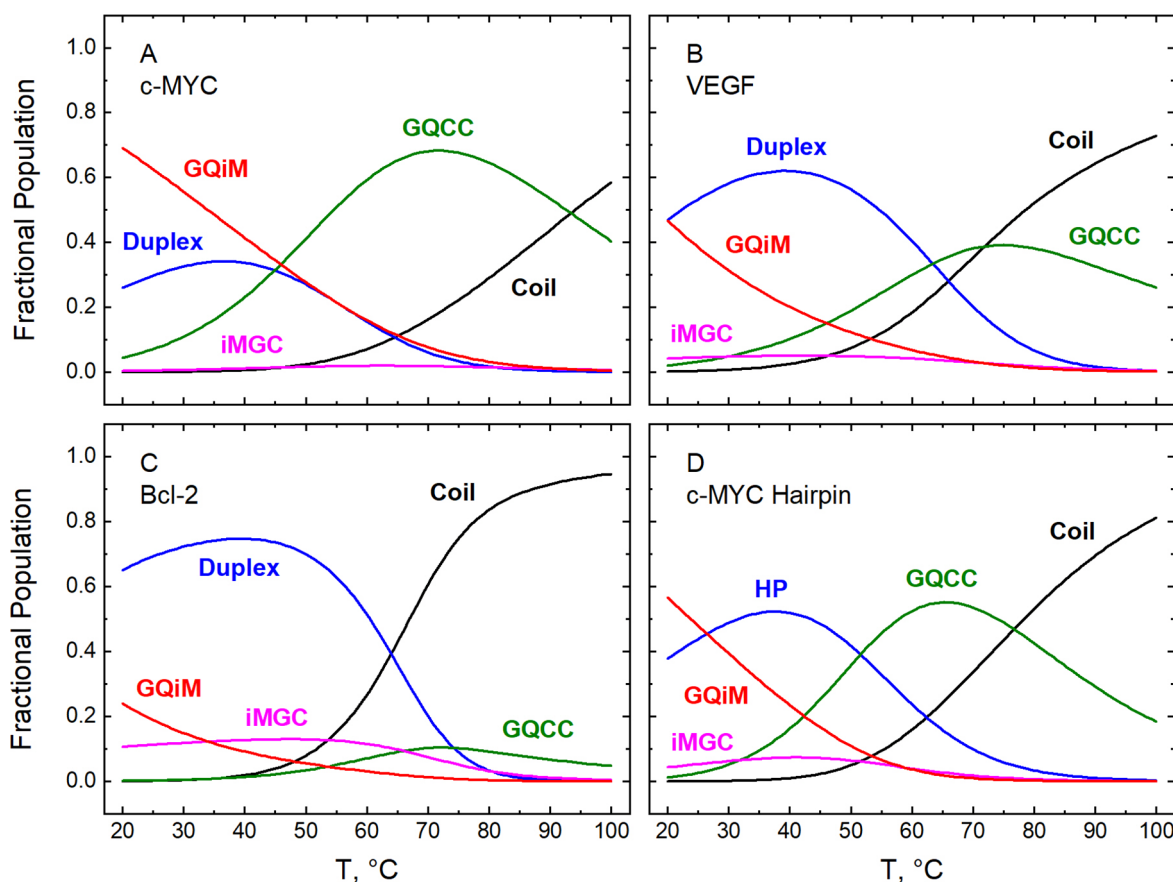 A
c-MYC
GQCC
GQiM
Duplex
Coil
iMGC
1.0
0.8
0.6
0.4
0.2
0.0
Fractional Population
B
VEGF
Duplex
Coil
GQiM
GQCC
iMGC
C
Bcl-2
Coil
Duplex
GQiM
iMGC
GQCC
1.0
0.8
0.6
0.4
0.2
0.0
Fractional Population
20 30 40 50 60 70 80 90 100
T, °C
D
c-MYC Hairpin
Coil
HP
GQCC
GQiM
iMGC
20 30 40 50 60 70 80 90 100
T, °C